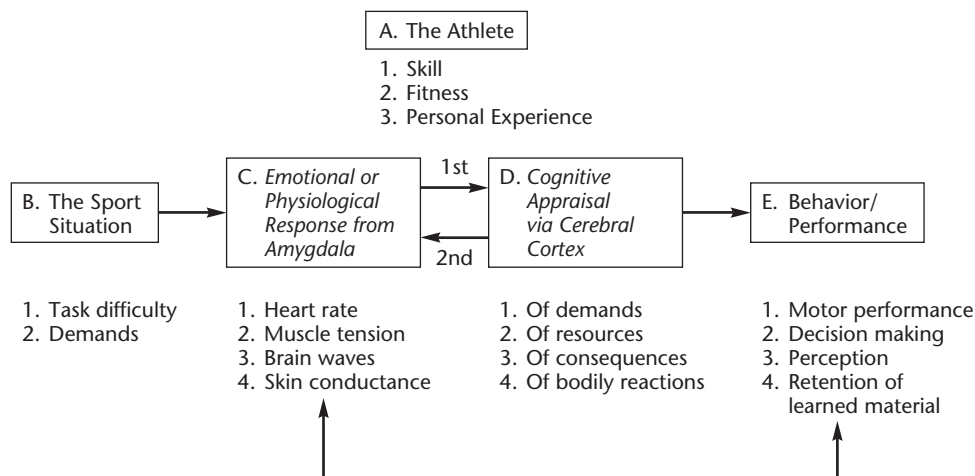 A. The Athlete
1. Skill
2. Fitness
3. Personal Experience
B. The Sport
Situation
C. Emotional or
Physiological
Response from
Amygdala
1st
2nd
D. Cognitive
Appraisal
via Cerebral
Cortex
E. Behavior/
Performance
1. Task difficulty
2. Demands
1. Heart rate
2. Muscle tension
3. Brain waves
4. Skin conductance
1. Of demands
2. Of resources
3. Of consequences
4. Of bodily reactions
1. Motor performance
2. Decision making
3. Perception
4. Retention of
learned material